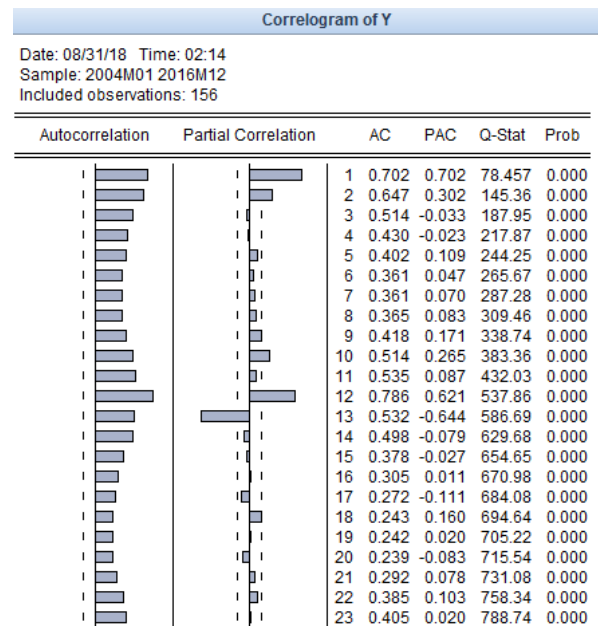 Correlogram of Y
Date: 08/31/18 Time: 02:14
Sample: 2004M01 2016M12
Included observations: 156
Autocorrelation Partial Correlation AC PAC Q-Stat Prob
1 0.702 0.702 78.457 0.000
2 0.647 0.302 145.36 0.000
3 0.514 -0.033 187.95 0.000
4 0.430 -0.023 217.87 0.000
5 0.402 0.109 244.25 0.000
6 0.361 0.047 265.67 0.000
7 0.361 0.070 287.28 0.000
8 0.365 0.083 309.46 0.000
9 0.418 0.171 338.74 0.000
10 0.514 0.265 383.36 0.000
11 0.535 0.087 432.03 0.000
12 0.786 0.621 537.86 0.000
13 0.532 -0.644 586.69 0.000
14 0.498 -0.079 629.68 0.000
15 0.378 -0.027 654.65 0.000
16 0.305 0.011 670.98 0.000
17 0.272 -0.111 684.08 0.000
18 0.243 0.160 694.64 0.000
19 0.242 0.020 705.22 0.000
20 0.239 -0.083 715.54 0.000
21 0.292 0.078 731.08 0.000
22 0.385 0.103 758.34 0.000
23 0.405 0.020 788.74 0.000